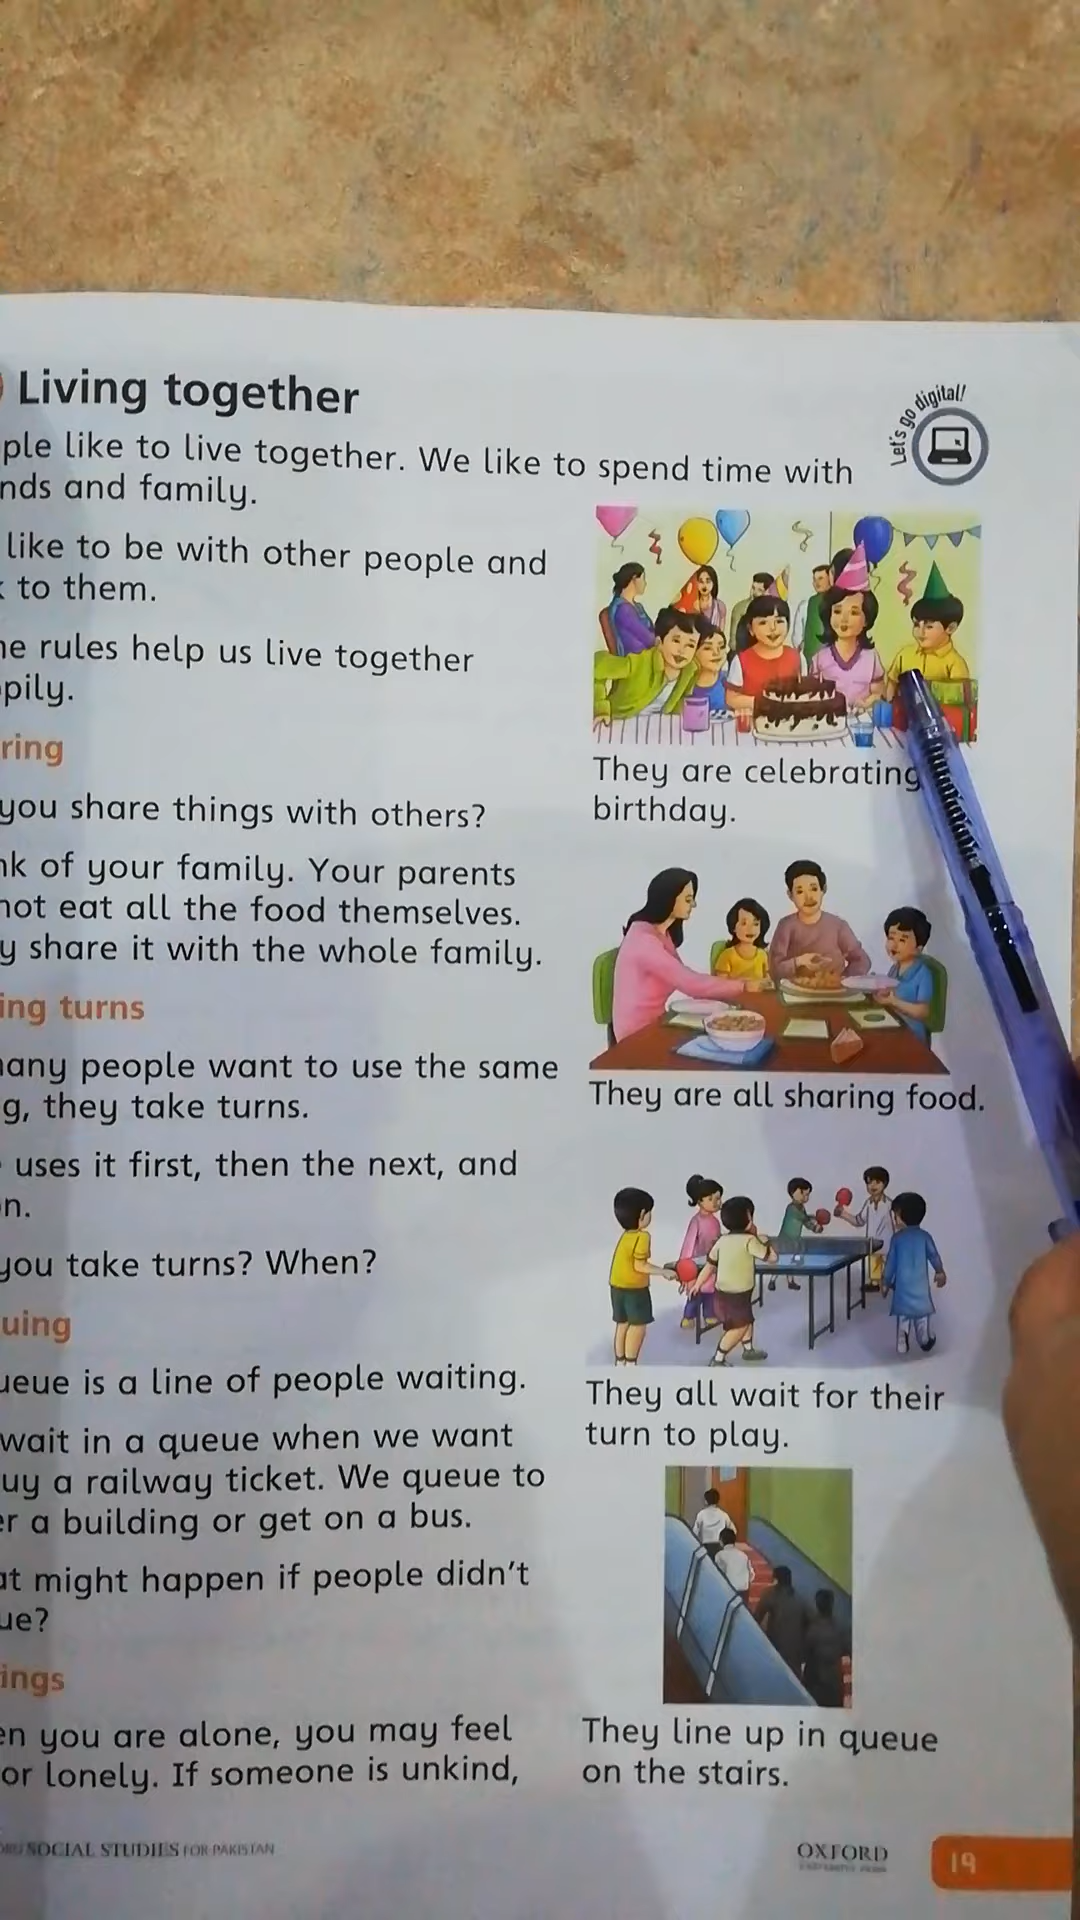 Living together
Let's go digital!
ple like to live together. We like to spend time with
nds and family.
like to be with other people and
to them.
e rules help us live together
pily.
ring
you share things with others?
nk of your family. Your parents
not eat all the food themselves.
y share it with the whole family.
ing turns
any people want to use the same
g, they take turns.
uses it first, then the next, and
n.
you take turns? When?
uing
ueue is a line of people waiting.
wait in a queue when we want
uy a railway ticket. We queue to
er a building or get on a bus.
at might happen if people didn't
ue?
ings
en you are alone, you may feel
or lonely. If someone is unkind,
They are celebrating
birthday.
They are all sharing food.
They all wait for their
turn to play.
They line up in queue
on the stairs.
SOCIAL STUDIES FOR PAKISTAN
OXFORD
19